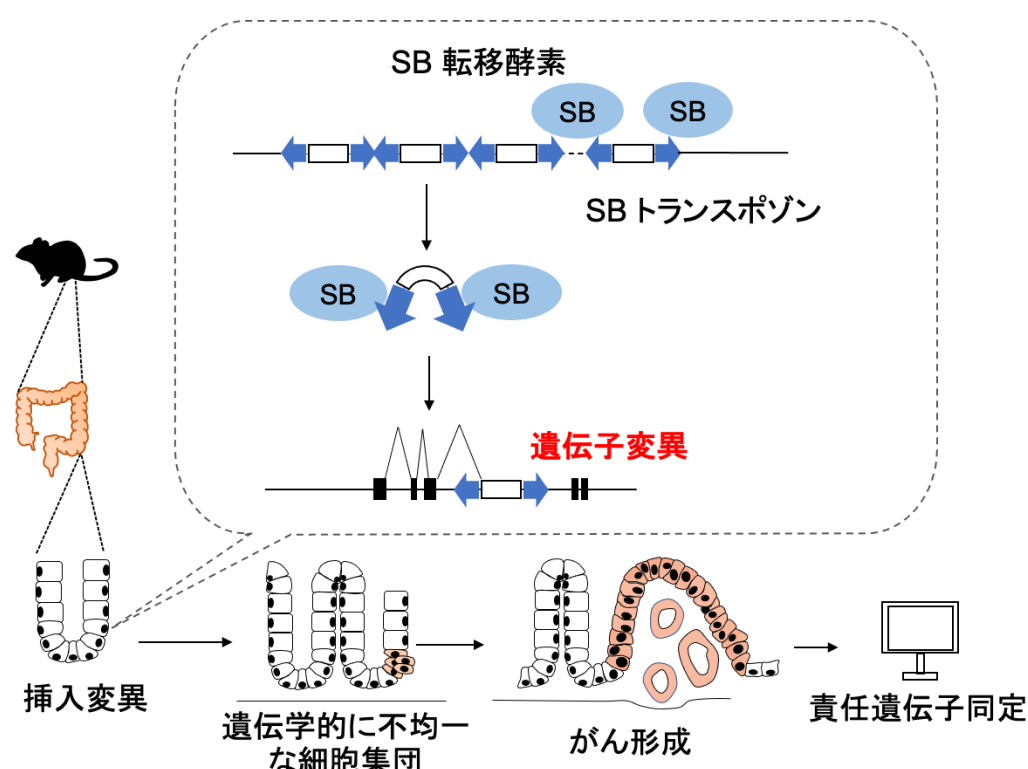 SB 転移酵素
SB
SB
SB トランスポゾン
SB
SB
遺伝子変異
挿入変異
遺伝学的に不均一
な細胞集団
がん形成
責任遺伝子同定